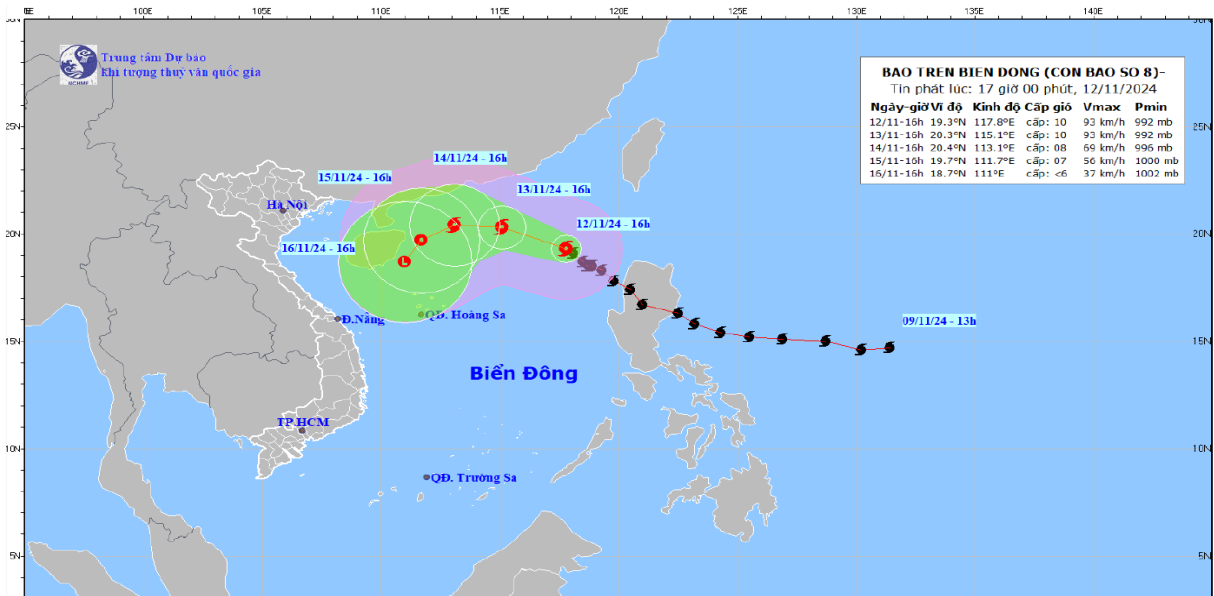 E
100E
105E
110E
115E
120E
125E
130E
135E
140E
Trung tâm Dự báo
Khí tượng thuỷ văn quốc gia
NCHMF
BAO TREN BIEN DONG (CON BAO SO 8)-
Tin phát lúc: 17 giờ 00 phút, 12/11/2024
Ngày-giờ Vĩ độ Kinh độ Cấp gió Vmax Pmin
12/11-16h 19.3°N 117.8°E cấp: 10 93 km/h 992 mb
13/11-16h 20.3°N 115.1°E cấp: 10 93 km/h 992 mb
14/11-16h 20.4°N 113.1°E cấp: 08 69 km/h 996 mb
15/11-16h 19.7°N 111.7°E cấp: 07 56 km/h 1000 mb
16/11-16h 18.7°N 111°E cấp: <6 37 km/h 1002 mb
25N
25N
14/11/24 - 16h
15/11/24 - 16h
13/11/24 - 16h
Hà Nội
12/11/24 - 16h
20N
20N
16/11/24 - 16h
L
Đ.Nẵng
QĐ. Hoàng Sa
09/11/24 - 13h
15N
15N
Biển Đông
TP.HCM
10N
10N
QĐ. Trường Sa
5N
5N